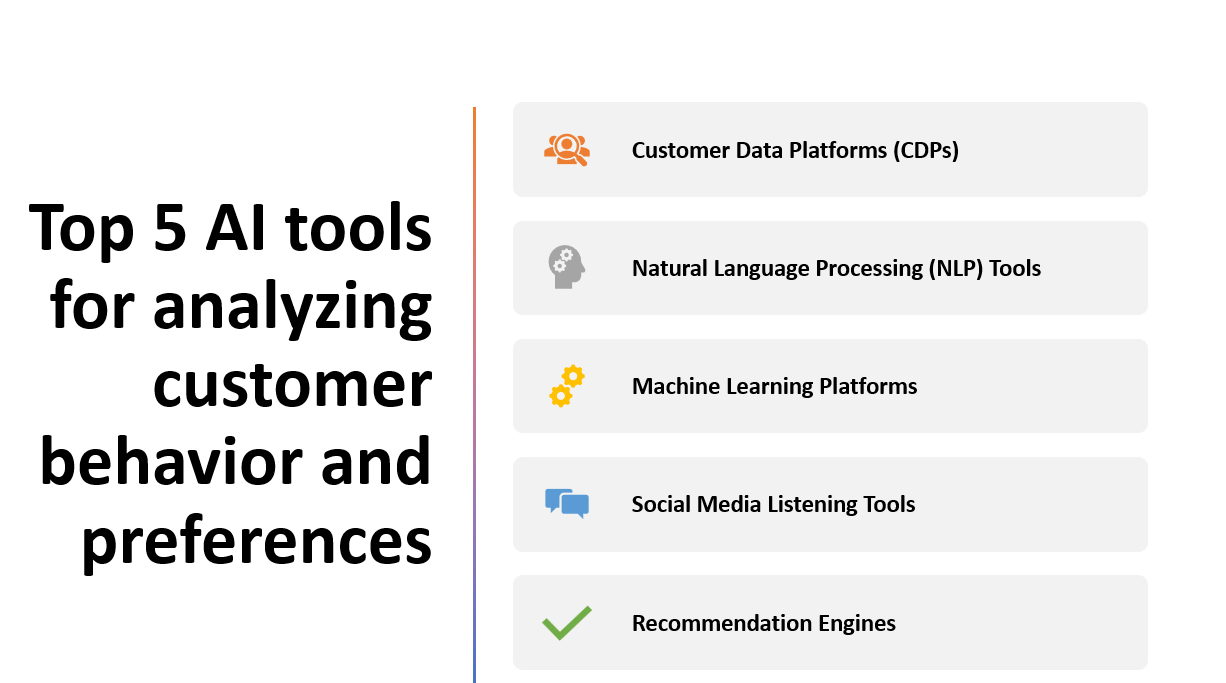 Top 5 AI tools
for analyzing
customer
behavior and
preferences
Customer Data Platforms (CDPs)
Natural Language Processing (NLP) Tools
Machine Learning Platforms
Social Media Listening Tools
Recommendation Engines